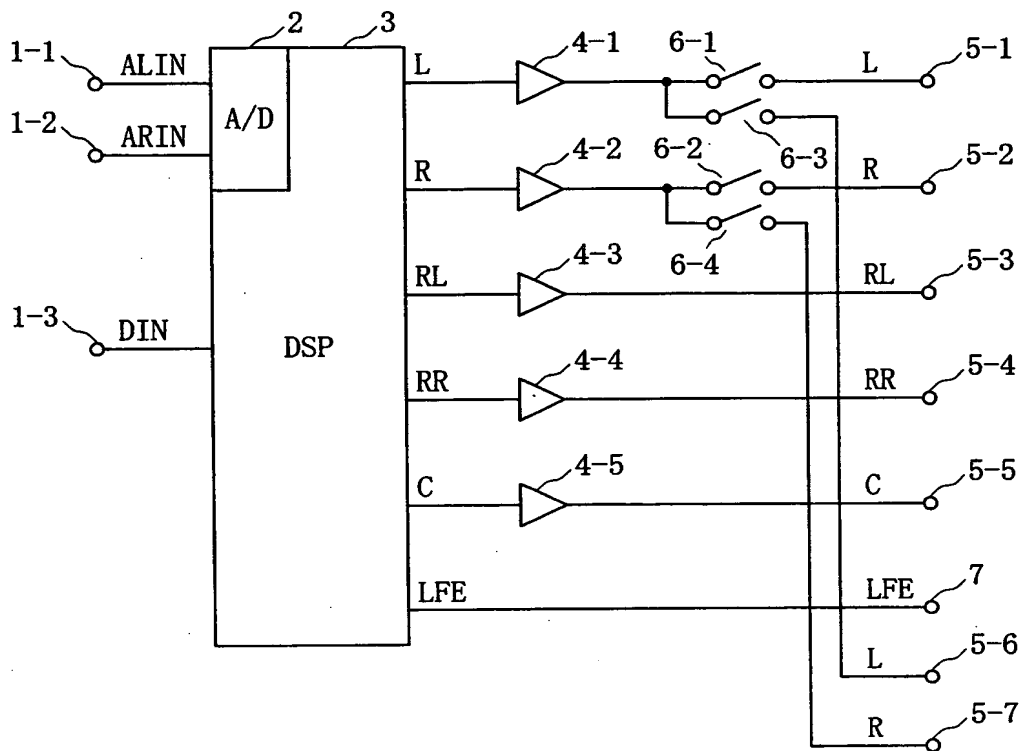 2 3
1-1 ALIN L 4-1 6-1 L 5-1
A/D
1-2 ARIN 4-2 6-2 6-3 5-2
R R
6-4
4-3 5-3
RL RL
1-3 DIN
DSP
4-4 5-4
RR RR
4-5 5-5
C C
7
LFE LFE
5-6
L
5-7
R